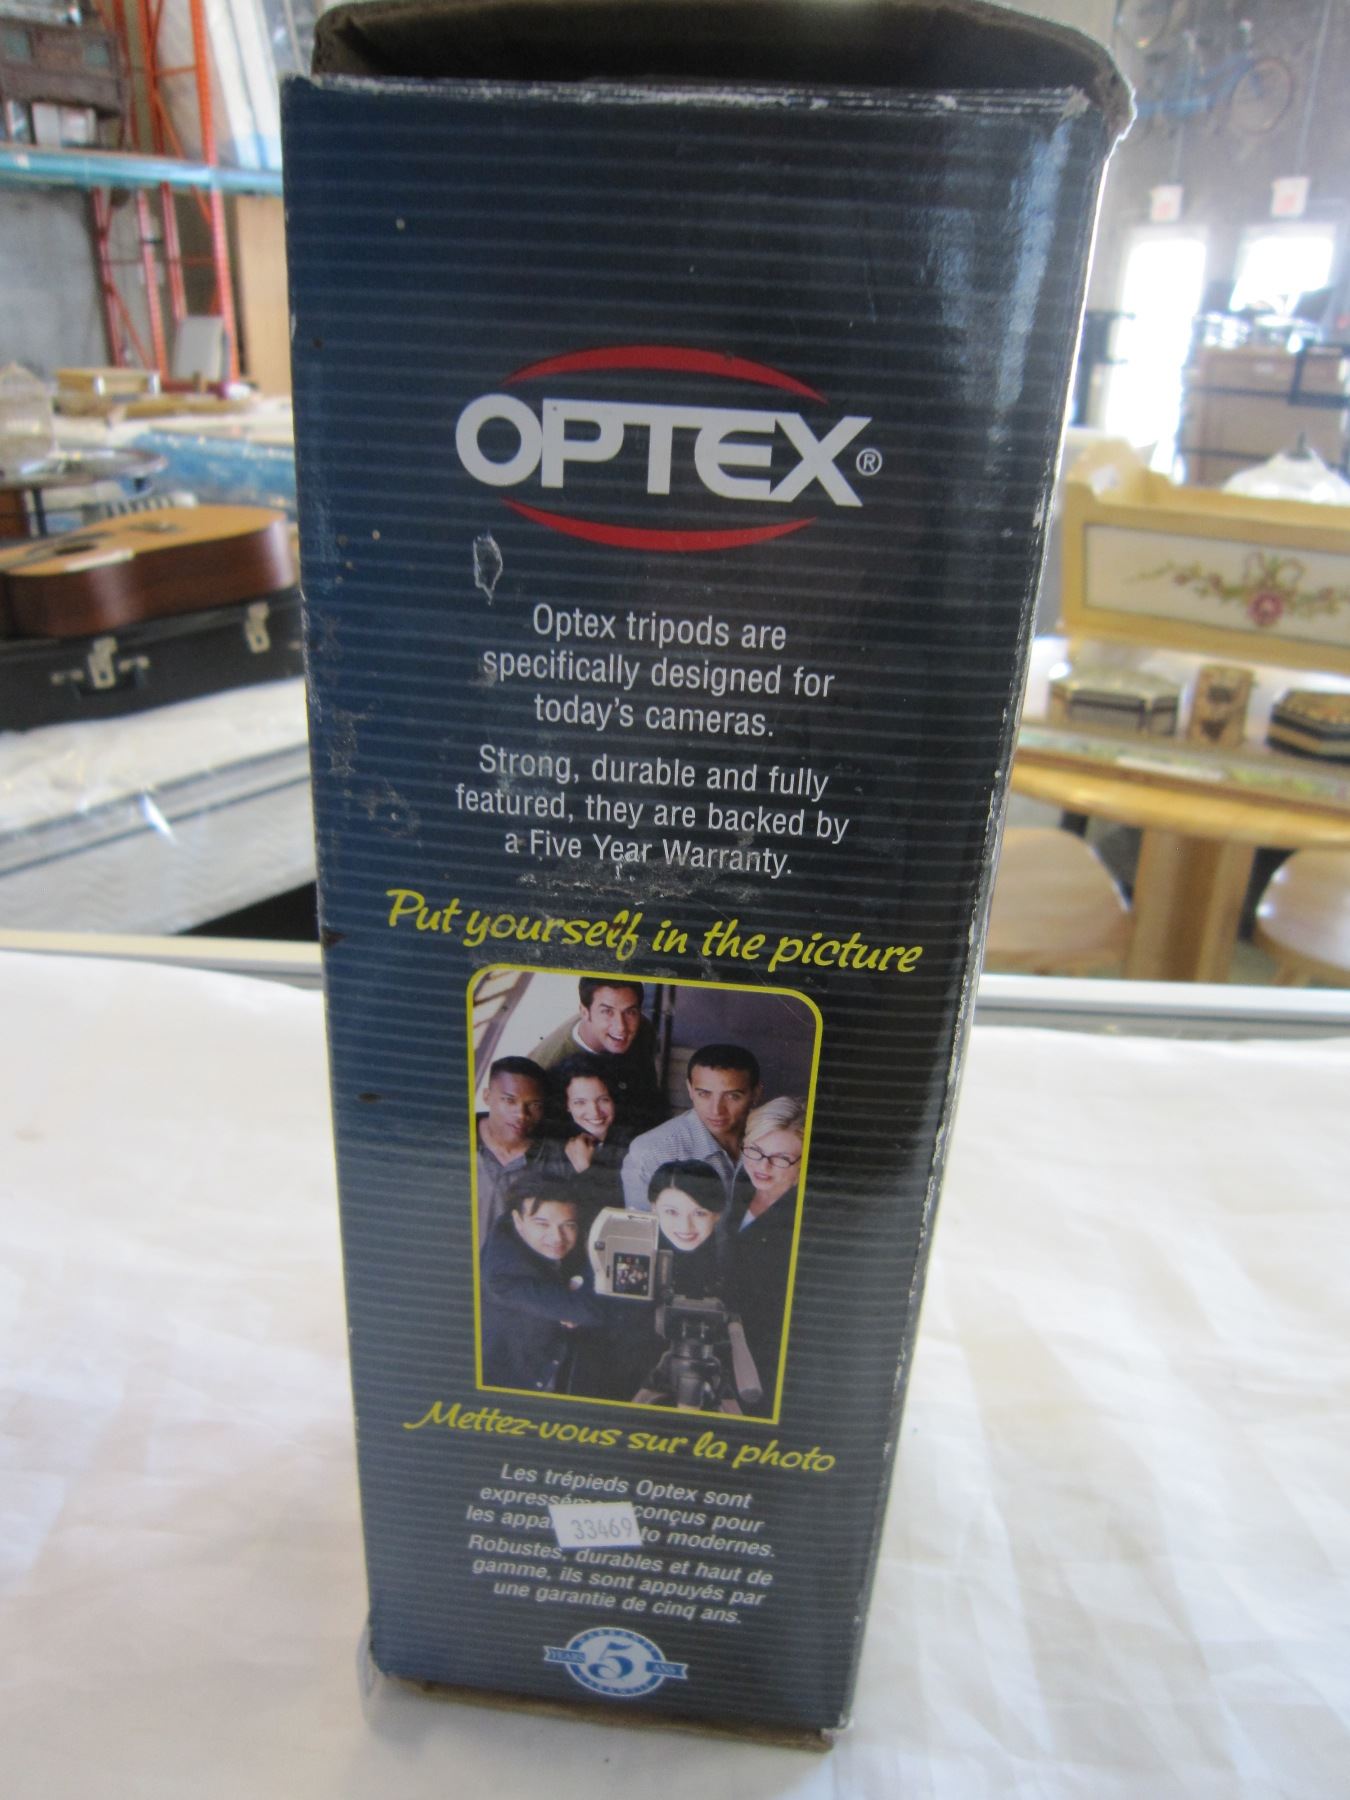 OPTEX®
Optex tripods are
specifically designed for
today's cameras.
Strong, durable and fully
featured, they are backed by
a Five Year Warranty.
Put yourself in the picture
Mettez-vous sur la photo
Les trépieds Optex sont
conçus pour
les modernes.
33469
Robustes, durables et haut de
gamme, ils sont appuyés par
une garantie de cinq ans.
YEARS 5 ANS